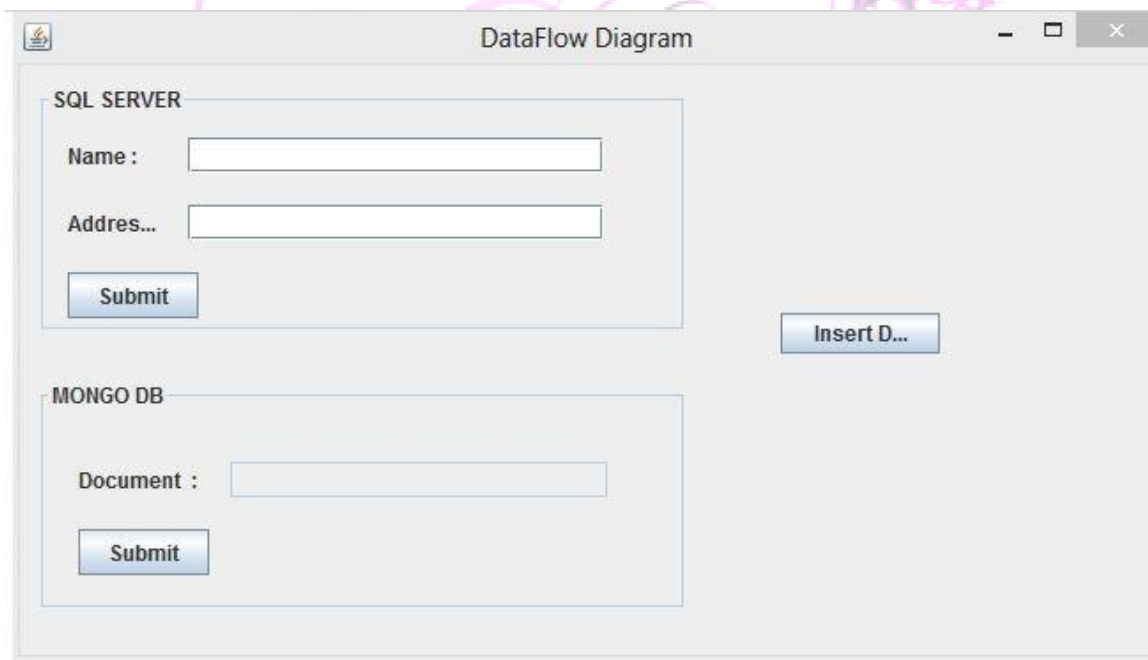 DataFlow Diagram
SQL SERVER
Name :
Addres...
Submit
Insert D...
MONGO DB
Document :
Submit